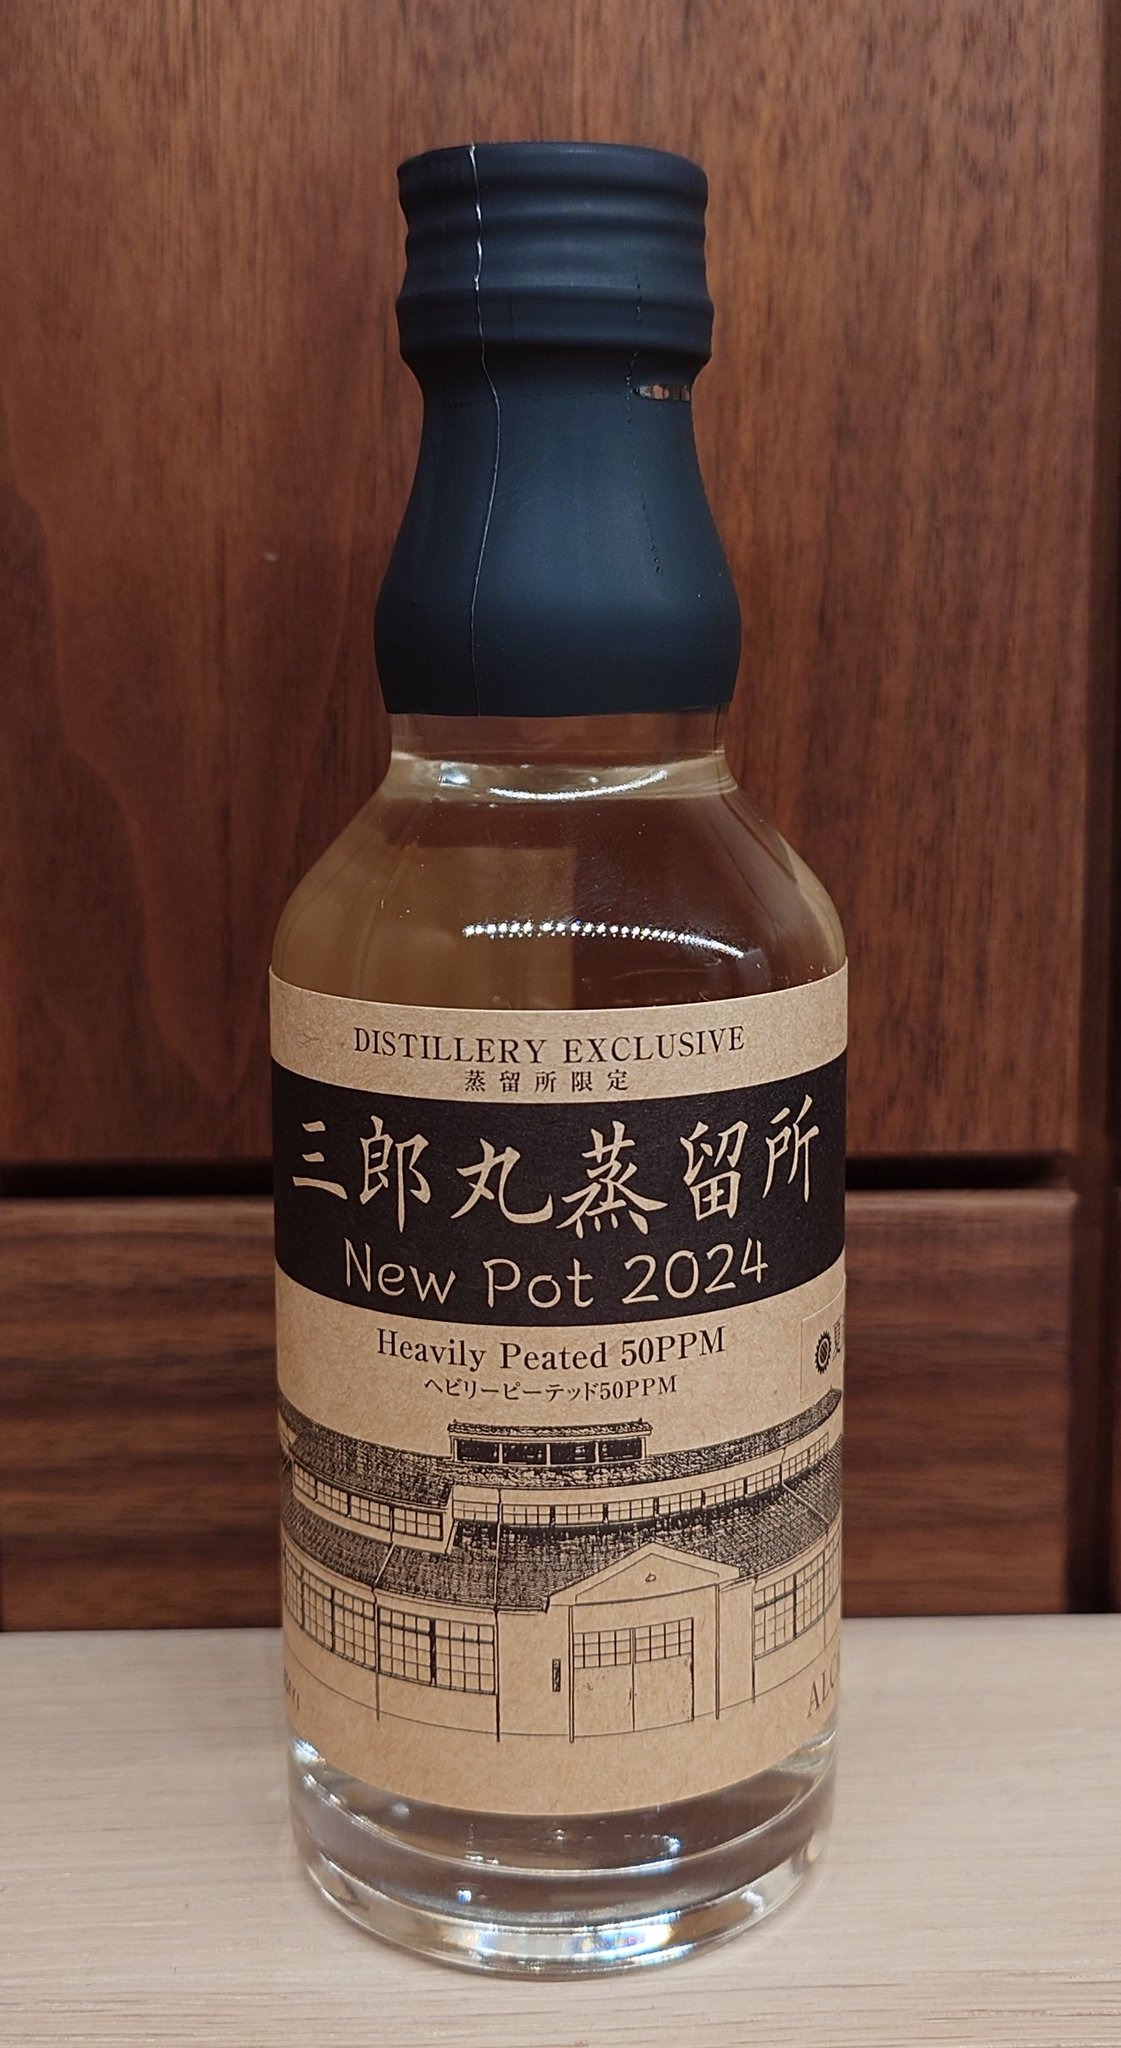 DISTILLERY EXCLUSIVE
蒸留所限定
三郎丸蒸留所
New Pot 2024
Heavily Peated 50PPM
ヘビリーピーテッド50PPM